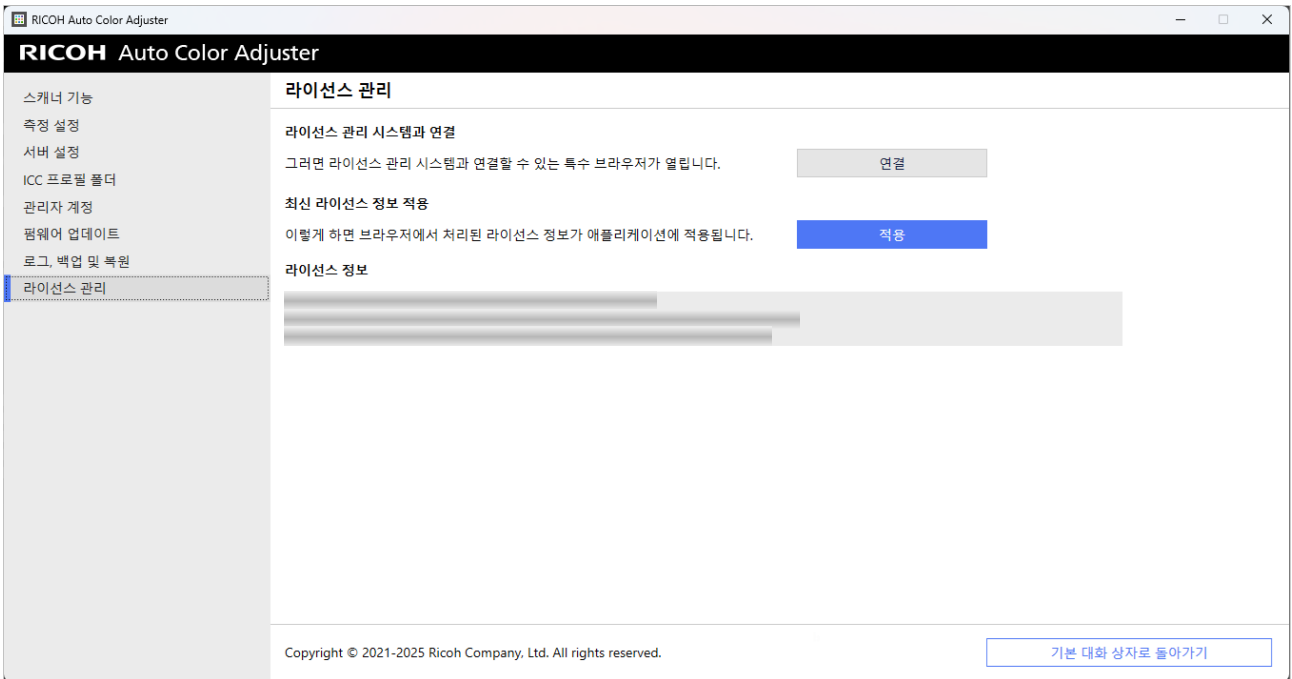 RICOH Auto Color Adjuster
RICOH Auto Color Adjuster
스캐너 기능
측정 설정
서버 설정
ICC 프로필 폴더
관리자 계정
펌웨어 업데이트
로그, 백업 및 복원
라이선스 관리
라이선스 관리
라이선스 관리 시스템과 연결
그러면 라이선스 관리 시스템과 연결할 수 있는 특수 브라우저가 열립니다.
연결
최신 라이선스 정보 적용
이렇게 하면 브라우저에서 처리된 라이선스 정보가 애플리케이션에 적용됩니다.
적용
라이선스 정보
Copyright © 2021-2025 Ricoh Company, Ltd. All rights reserved.
기본 대화 상자로 돌아가기